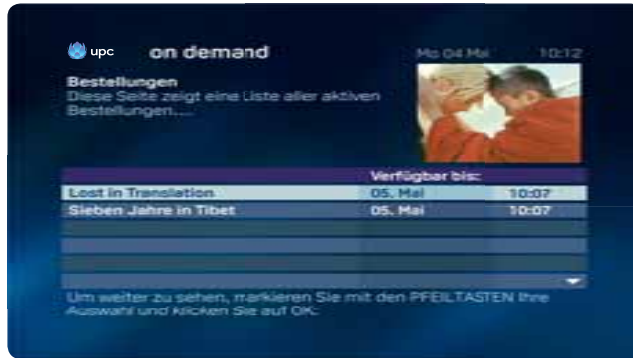 upc on demand Mo 04 Mai 10:12
Bestellungen
Diese Seite zeigt eine Liste aller aktiven
Bestellungen....
Verfügbar bis:
Lost in Translation 05. Mai 10:07
Sieben Jahre in Tibet 05. Mai 10:07
Um weiter zu sehen, markieren Sie mit den PFEILTASTEN Ihre
Auswahl und klicken Sie auf OK.